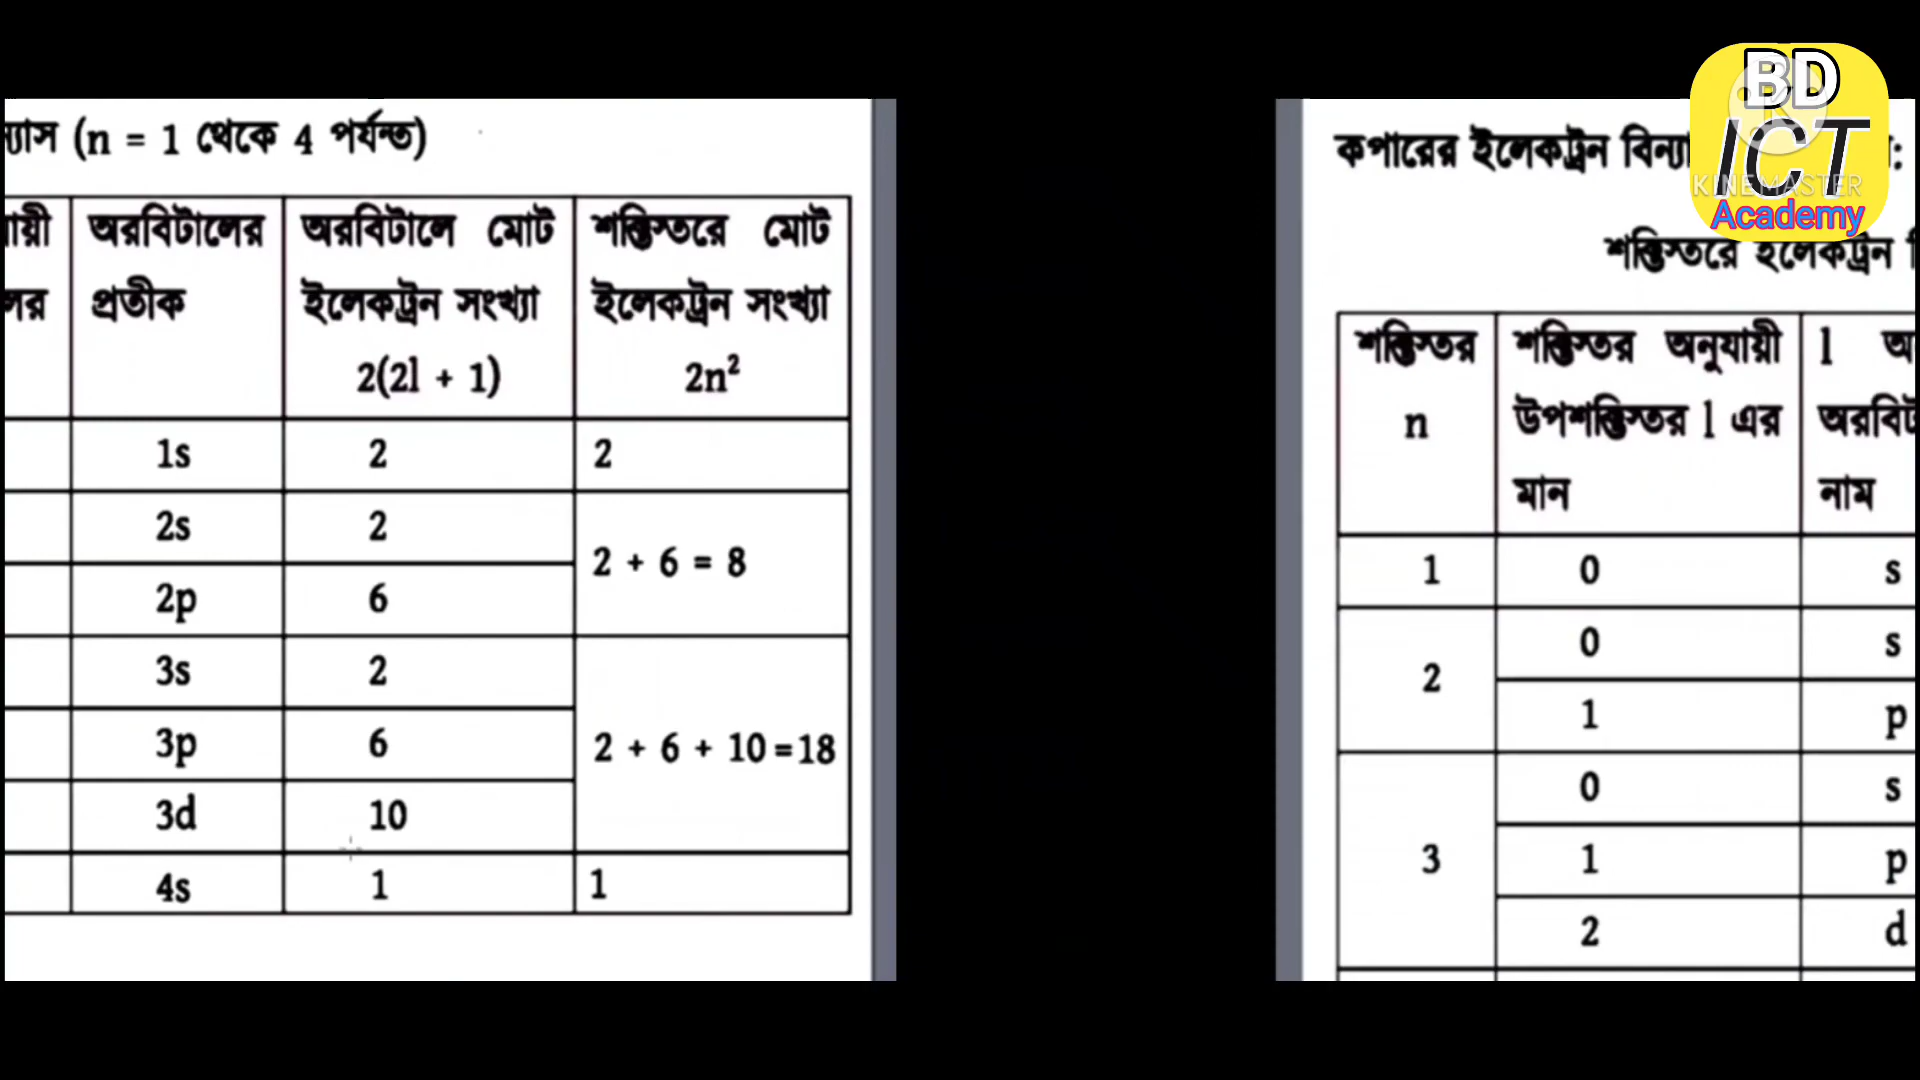 (n = 1 থেকে 4 পর্যন্ত)
অরবিটালের প্রতীক
অরবিটালে মোট ইলেকট্রন সংখ্যা 2(2l + 1)
শক্তিস্তরে মোট ইলেকট্রন সংখ্যা 2n²
1s 2 2
2s 2
2 + 6 = 8
2p 6
3s 2
3p 6
2 + 6 + 10 = 18
3d 10
4s 1 1
কপারের ইলেকট্রন
শক্তিস্তরে ইলেকট্রন
শক্তিস্তর n
শক্তিস্তর অনুযায়ী উপশক্তিস্তর l এর মান
l
নাম
1 0 s
2
0 s
1 p
3
0 s
1 p
2 d
BD
ICT
Academy
KINEMASTER